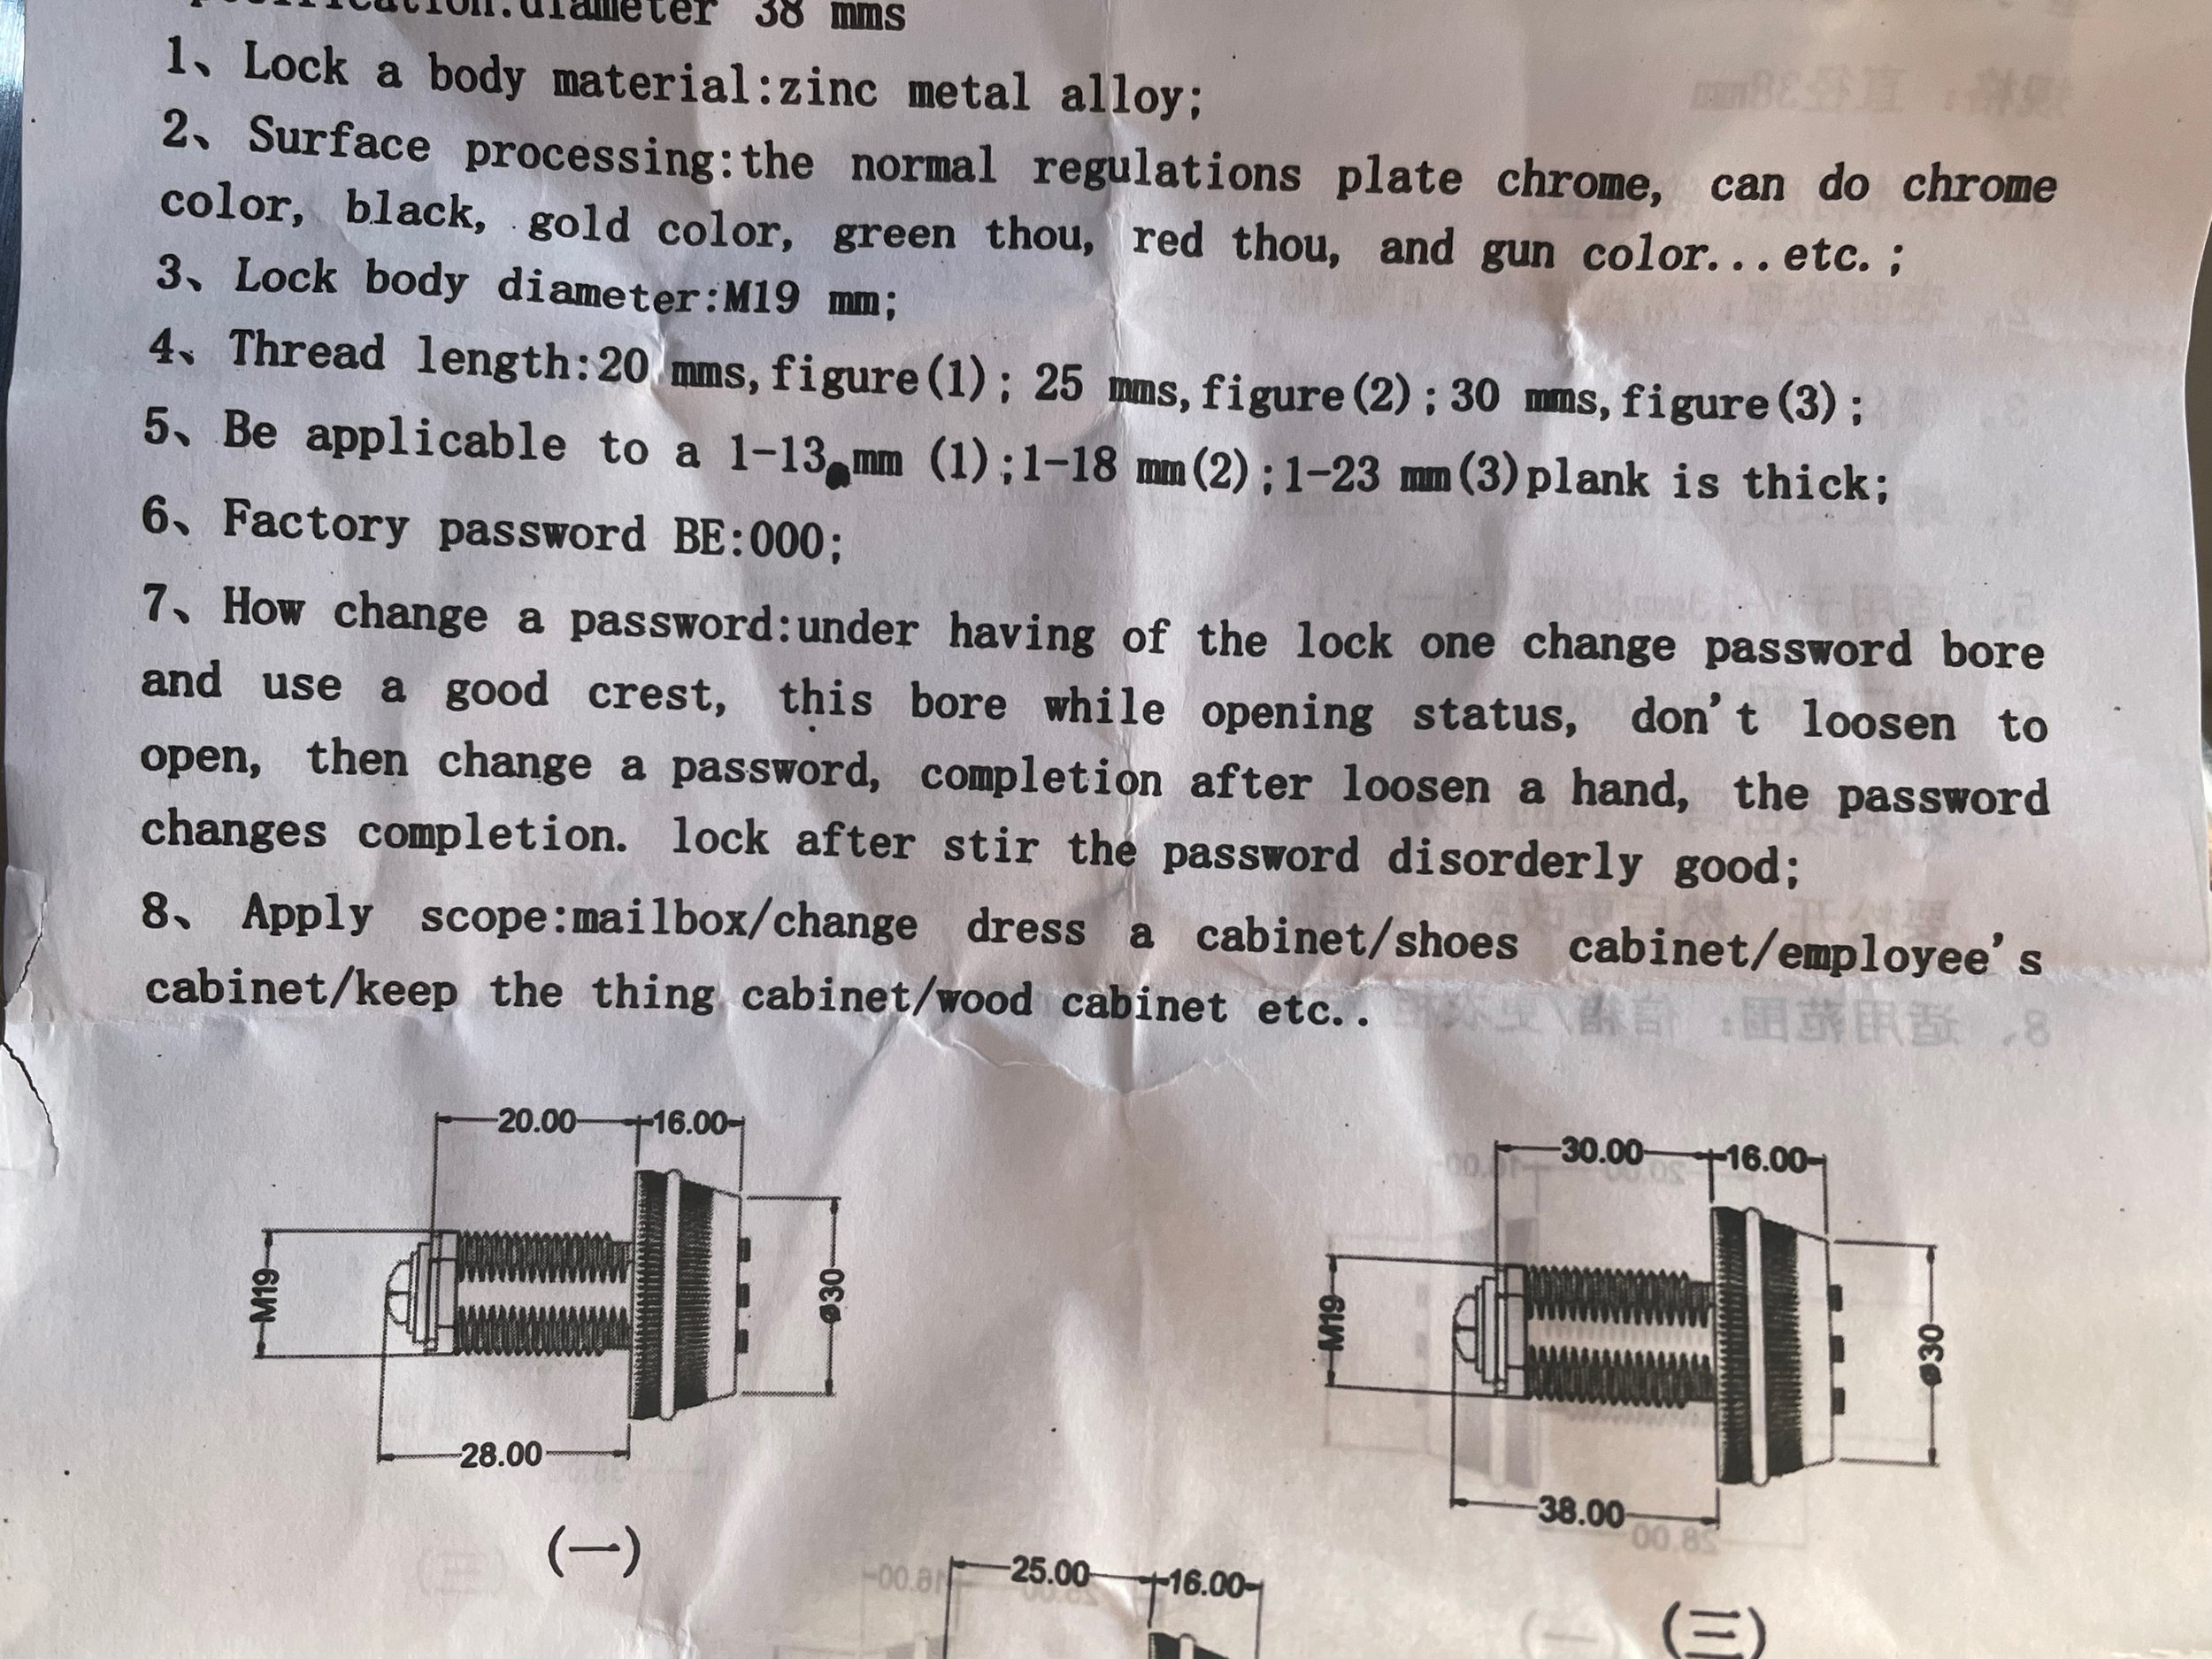 diameter 38 mms
1、Lock a body material:zinc metal alloy;
2、Surface processing:the normal regulations plate chrome, can do chrome
color, black, gold color, green thou, red thou, and gun color...etc.;
3、Lock body diameter:M19 mm;
4、Thread length:20 mms,figure(1); 25 mms,figure(2);30 mms,figure(3);
5、Be applicable to a 1-13 mm (1);1-18 mm(2);1-23 mm(3)plank is thick;
6、Factory password BE:000;
7、How change a password:under having of the lock one change password bore
and use a good crest, this bore while opening status, don't loosen to
open, then change a password, completion after loosen a hand, the password
changes completion. lock after stir the password disorderly good;
8、Apply scope:mailbox/change dress a cabinet/shoes cabinet/employee's
cabinet/keep the thing cabinet/wood cabinet etc..
20.00 16.00
M19
ø30
28.00
(一)
30.00 16.00
M19
ø30
38.00
(三)
25.00 16.00